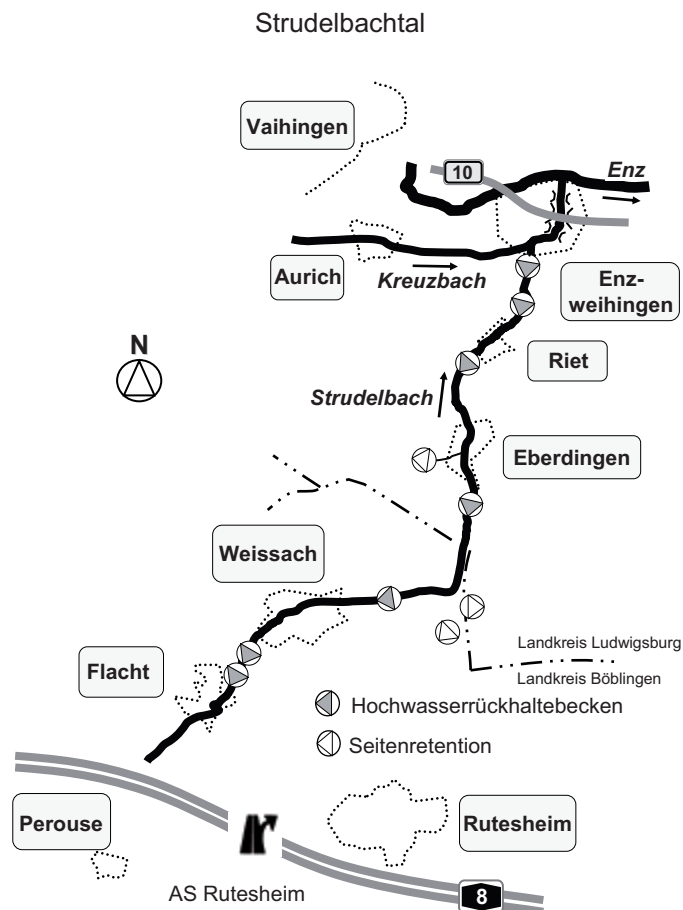 Strudelbachtal
Vaihingen
10
Enz
Aurich
Kreuzbach
Enz-
weihingen
N
Riet
Strudelbach
Eberdingen
Weissach
Landkreis Ludwigsburg
Flacht
Landkreis Böblingen
Hochwasserrückhaltebecken
Seitenretention
Perouse
Rutesheim
AS Rutesheim
8